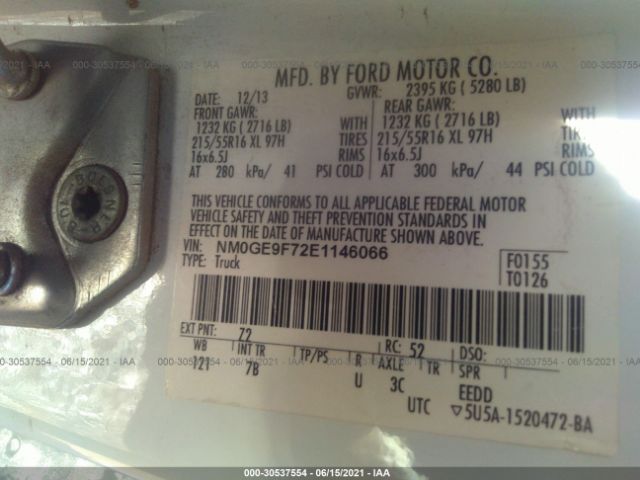 000-30537554 - 06/15/2021 - IAA
MFD. BY FORD MOTOR CO.
DATE: 12/13 GVWR: 2395 KG ( 5280 LB)
FRONT GAWR: REAR GAWR:
1232 KG ( 2716 LB) WITH 1232 KG ( 2716 LB) WITH
215/55R16 XL 97H TIRES 215/55R16 XL 97H TIRES
16x6.5J RIMS 16x6.5J RIMS
AT 280 kPa/ 41 PSI COLD AT 300 kPa/ 44 PSI COLD
THIS VEHICLE CONFORMS TO ALL APPLICABLE FEDERAL MOTOR
VEHICLE SAFETY AND THEFT PREVENTION STANDARDS IN
EFFECT ON THE DATE OF MANUFACTURE SHOWN ABOVE.
VIN: NM0GE9F72E1146066 F0155
TYPE: Truck T0126
EXT PNT: 72 RC: 52 DSO:
WB INT TR TP/PS R AXLE TR SPR
121 7B U 3C EEDD
UTC ▽5U5A-1520472-BA
000-30537554 - 06/15/2021 - IAA